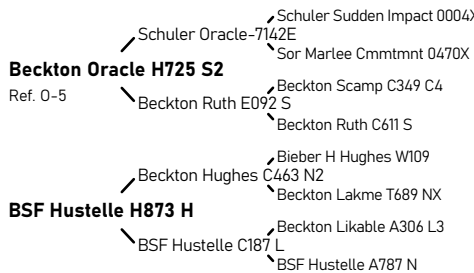 Schuler Sudden Impact 0004X
Schuler Oracle-7142E
Sor Marlee Cmmtmnt 0470X
Beckton Oracle H725 S2
Ref. O-5
Beckton Scamp C349 C4
Beckton Ruth E092 S
Beckton Ruth C611 S
Bieber H Hughes W109
Beckton Hughes C463 N2
Beckton Lakme T689 NX
BSF Hustelle H873 H
Beckton Likable A306 L3
BSF Hustelle C187 L
BSF Hustelle A787 N